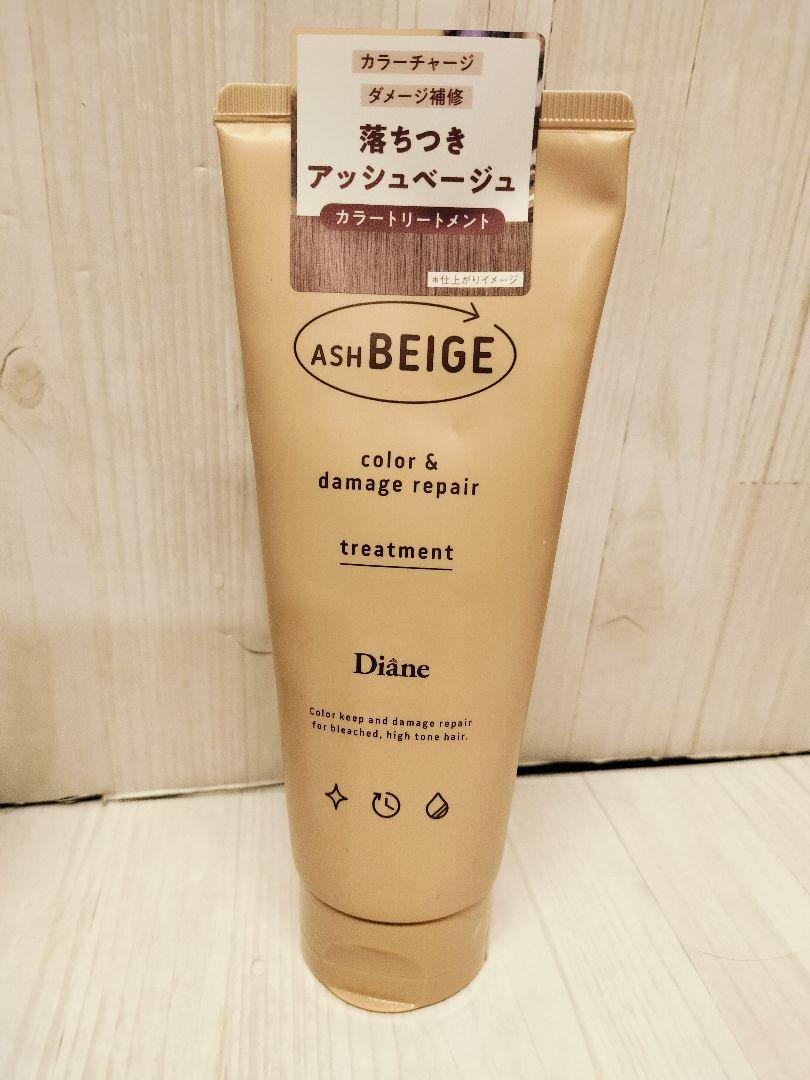 カラーチャージ
ダメージ補修
落ちつき
アッシュベージュ
カラートリートメント
*仕上がりイメージ
ASH BEIGE
color &
damage repair
treatment
Diâne
Color keep and damage repair
for bleached, high tone hair.